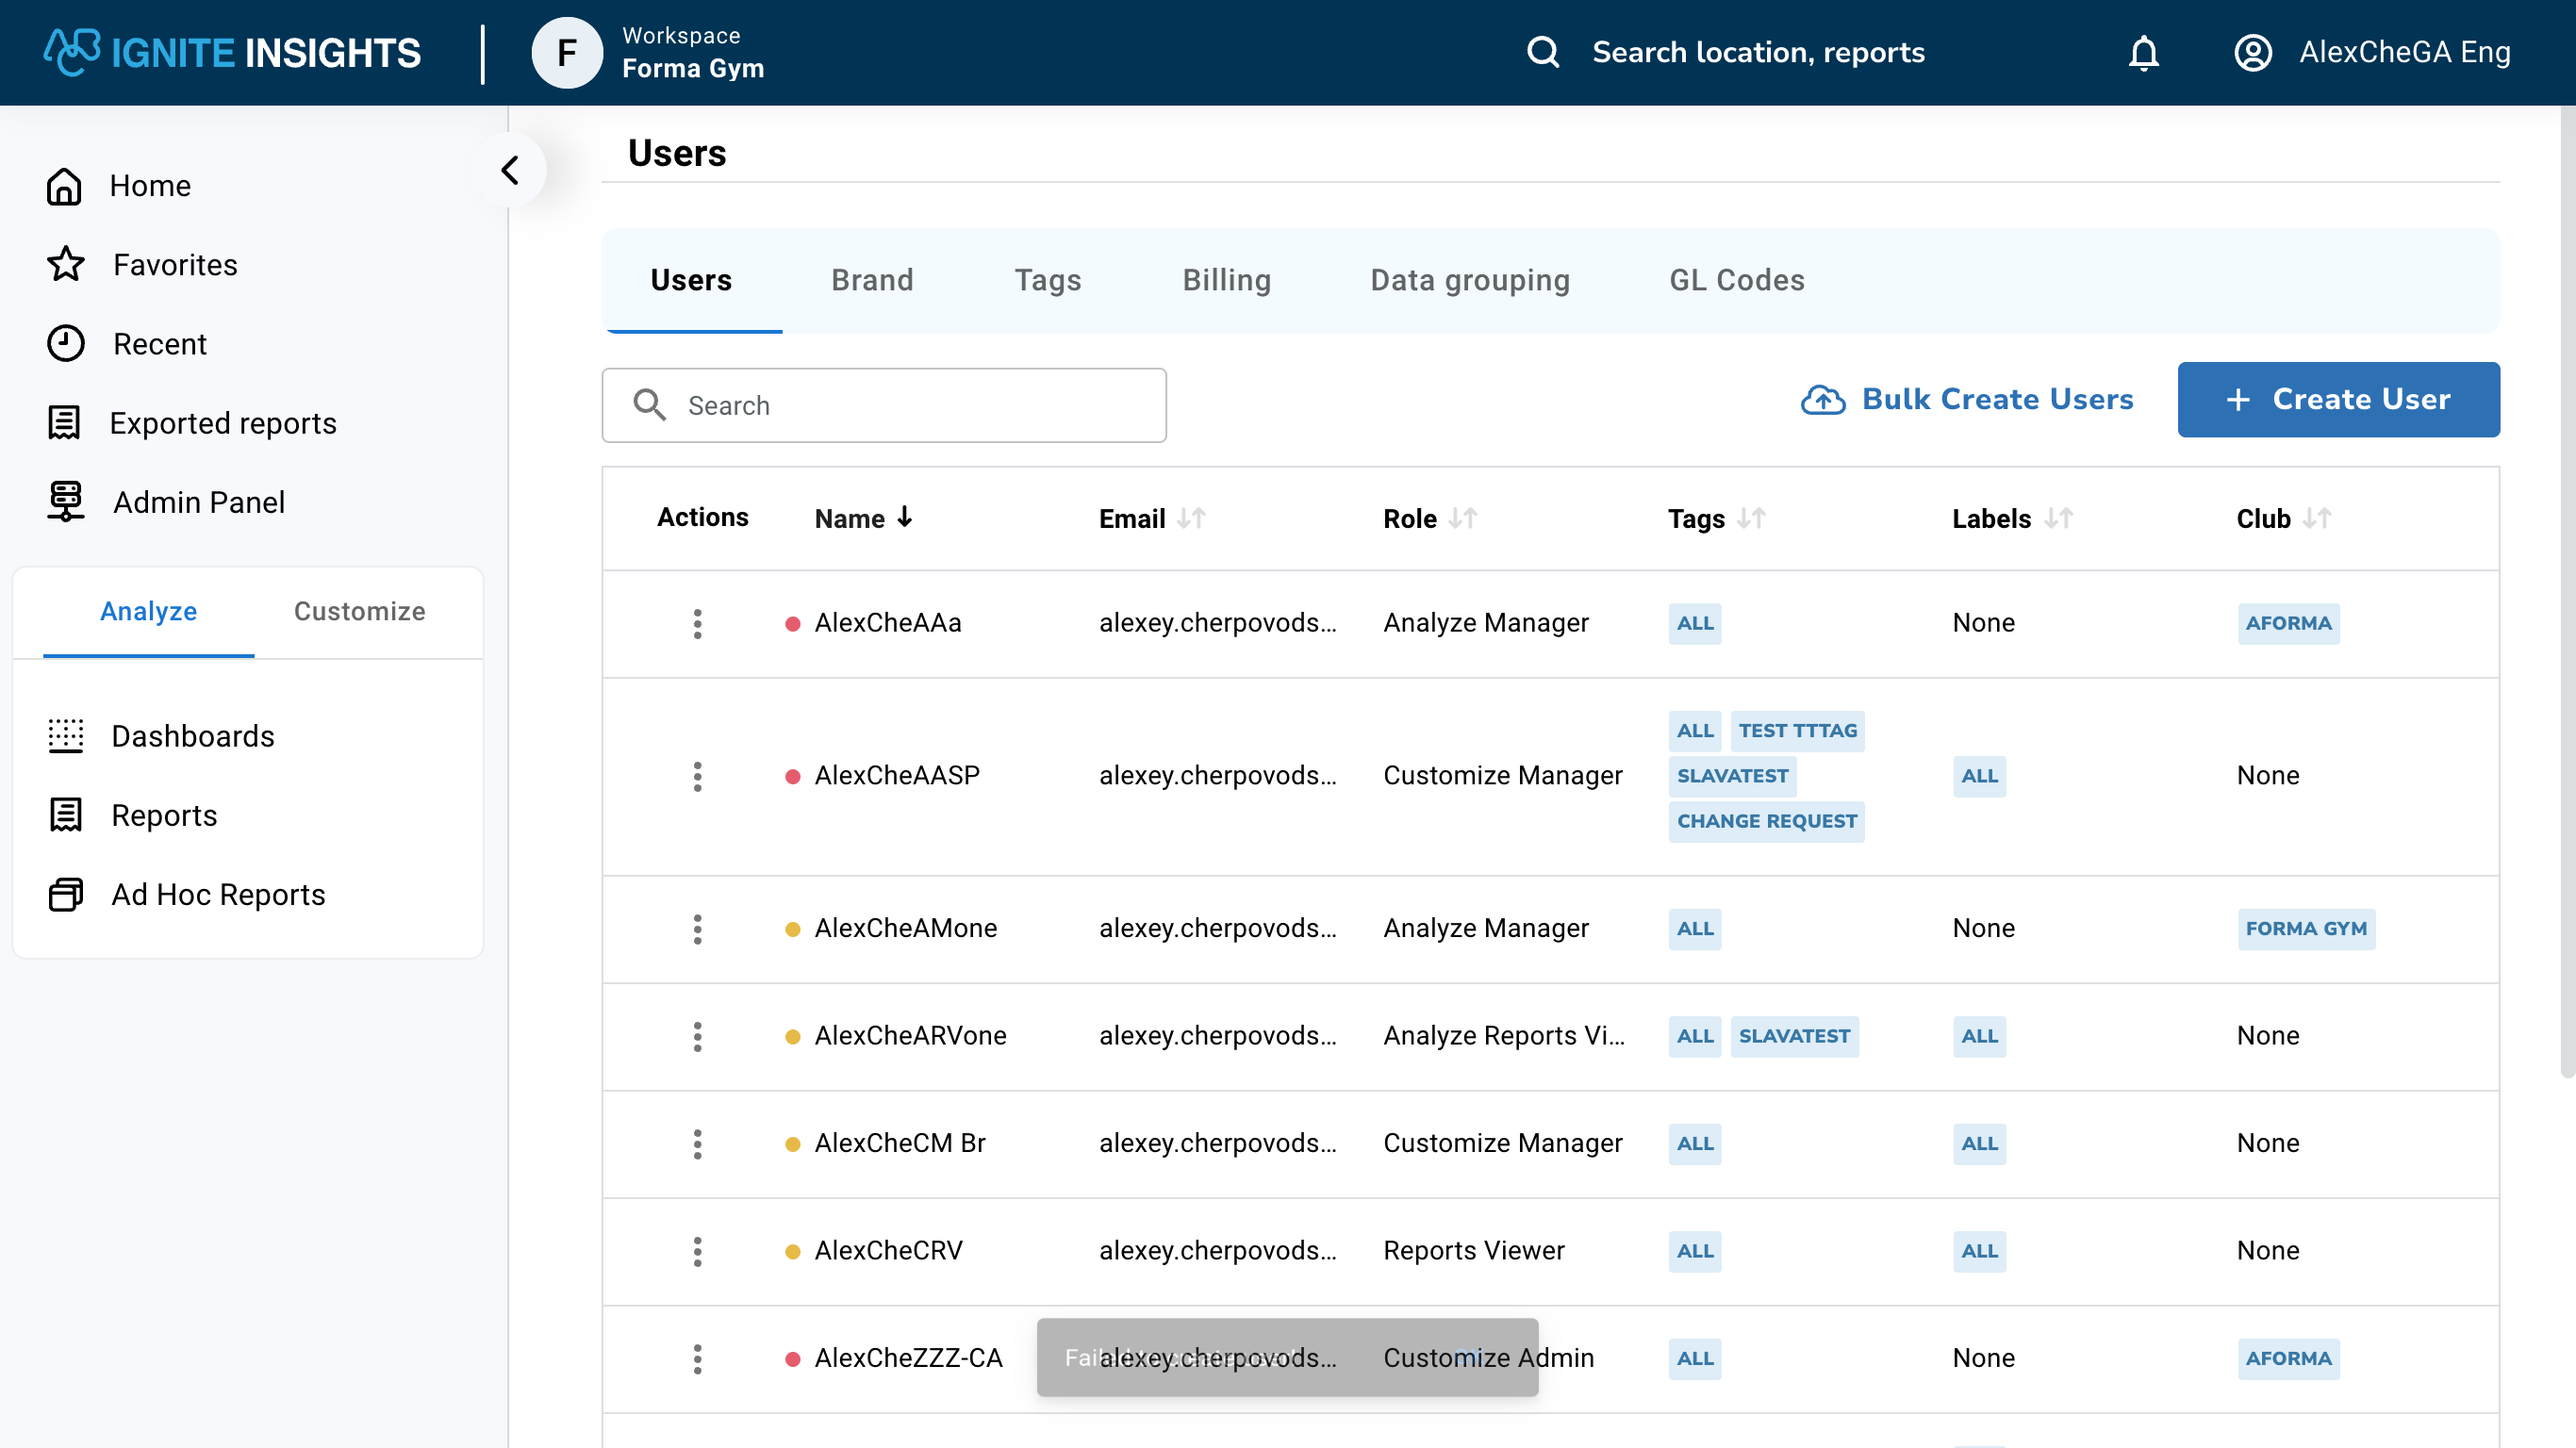 ABC IGNITE INSIGHTS
F
Workspace
Forma Gym
Search location, reports
AlexCheGA Eng
Home
Favorites
Recent
Exported reports
Admin Panel
Analyze
Customize
Dashboards
Reports
Ad Hoc Reports
Users
Users
Brand
Tags
Billing
Data grouping
GL Codes
Search
Bulk Create Users
+ Create User
Actions Name Email Role Tags Labels Club
AlexCheAAa alexey.cherpovods... Analyze Manager ALL None AFORMA
AlexCheAASP alexey.cherpovods... Customize Manager ALL TEST TTTAG SLAVATEST CHANGE REQUEST ALL None
AlexCheAMone alexey.cherpovods... Analyze Manager ALL None FORMA GYM
AlexCheARVone alexey.cherpovods... Analyze Reports Vi... ALL SLAVATEST ALL None
AlexCheCM Br alexey.cherpovods... Customize Manager ALL ALL None
AlexCheCRV alexey.cherpovods... Reports Viewer ALL ALL None
AlexCheZZZ-CA alexey.cherpovods... Customize Admin ALL None AFORMA
Failed to create user